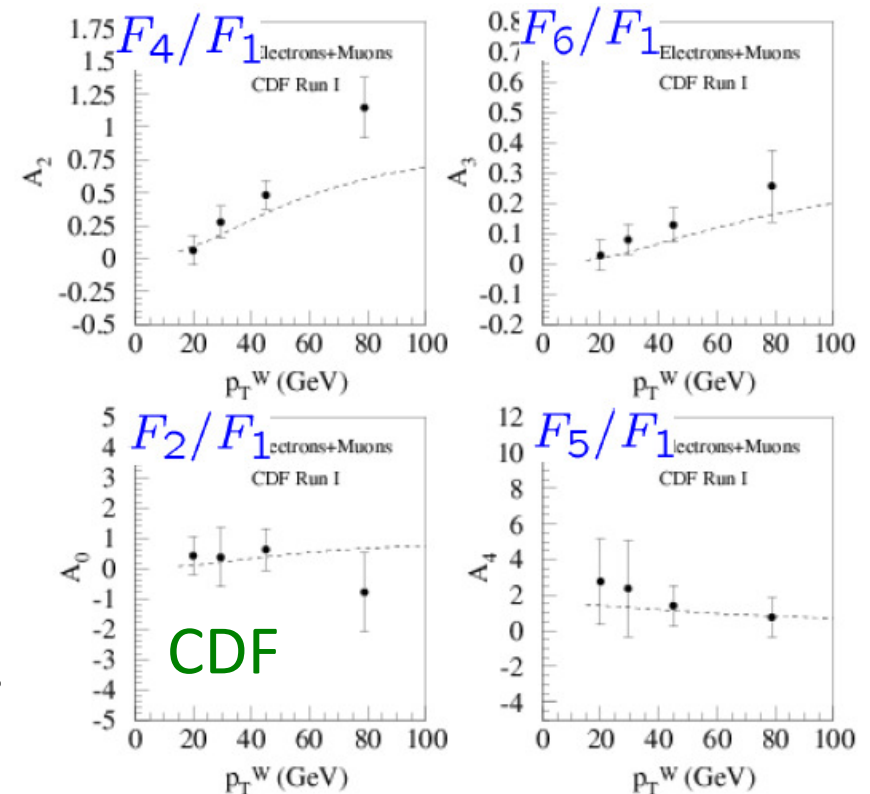 F4/F1
Electrons+Muons
CDF Run I
1.75
1.5
1.25
1
0.75
0.5
0.25
0
-0.25
-0.5
A2
0 20 40 60 80 100
pTW (GeV)
F6/F1
Electrons+Muons
CDF Run I
0.8
0.7
0.6
0.5
0.4
0.3
0.2
0.1
0
-0.1
-0.2
A3
0 20 40 60 80 100
pTW (GeV)
F2/F1
ectrons+Muons
CDF Run I
5
4
3
2
1
0
-1
-2
-3
-4
-5
A0
CDF
0 20 40 60 80 100
pTW (GeV)
F5/F1
lectrons+Muons
CDF Run I
12
10
8
6
4
2
0
-2
-4
A4
0 20 40 60 80 100
pTW (GeV)